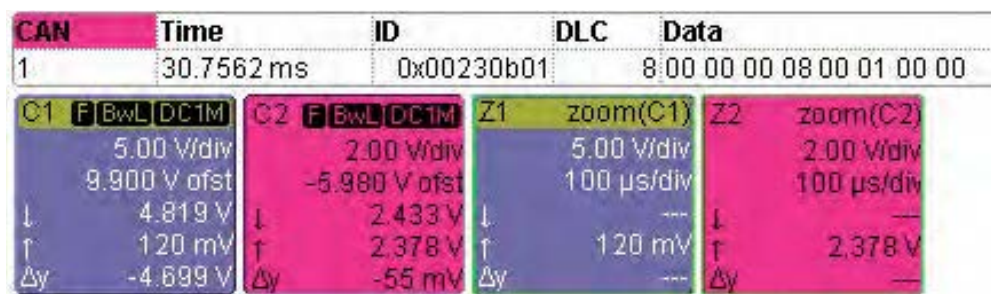 CAN Time ID DLC Data
1 30.7562 ms 0x00230b01 8 00 00 00 08 00 01 00 00
C1 F BwL DC1M C2 F BwL DC1M Z1 zoom(C1) Z2 zoom(C2)
5.00 V/div 2.00 V/div 5.00 V/div 2.00 V/div
9.900 V ofst -5.980 V ofst 100 µs/div 100 µs/div
↓ 4.819 V ↓ 2.433 V ↓ --- ↓ ---
↑ 120 mV ↑ 2.378 V ↑ 120 mV ↑ 2.378 V
Δy -4.699 V Δy -55 mV Δy --- Δy ---